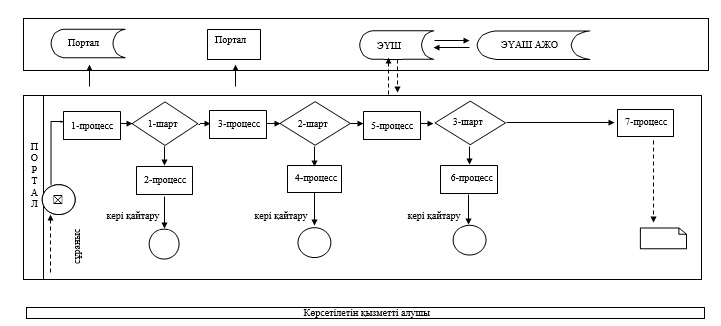 Портал
Портал
ЭҮШ
ЭҮАШ АЖО
ПОРТАЛ
1-процесс
1-шарт
3-процесс
2-шарт
5-процесс
3-шарт
7-процесс
2-процесс
4-процесс
6-процесс
кері қайтару
кері қайтару
кері қайтару
сұраныс
Көрсетілетін қызметті алушы